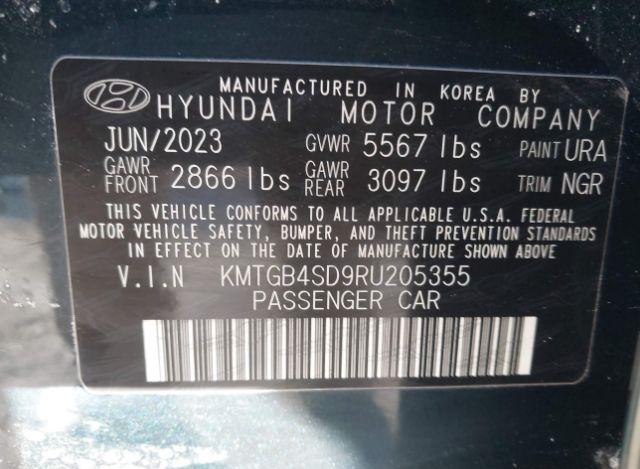 MANUFACTURED IN KOREA BY
HYUNDAI MOTOR COMPANY
JUN/2023 GVWR 5567 lbs PAINT URA
GAWR FRONT 2866 lbs GAWR REAR 3097 lbs TRIM NGR
THIS VEHICLE CONFORMS TO ALL APPLICABLE U.S.A. FEDERAL
MOTOR VEHICLE SAFETY, BUMPER, AND THEFT PREVENTION STANDARDS
IN EFFECT ON THE DATE OF MANUFACTURE SHOWN ABOVE
V.I.N KMTGB4SD9RU205355
PASSENGER CAR